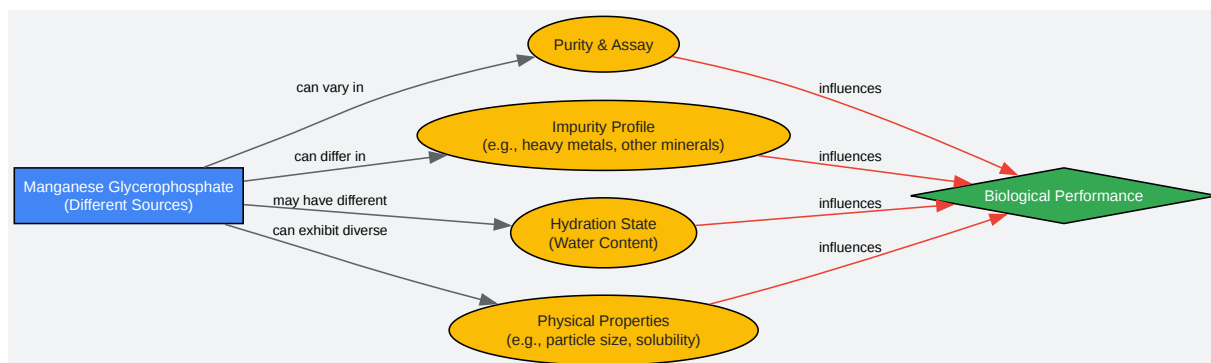 Purity & Assay
can vary in
influences
Impurity Profile
(e.g., heavy metals, other minerals)
can differ in
influences
Manganese Glycerophosphate
(Different Sources)
Biological Performance
may have different
influences
Hydration State
(Water Content)
can exhibit diverse
influences
Physical Properties
(e.g., particle size, solubility)